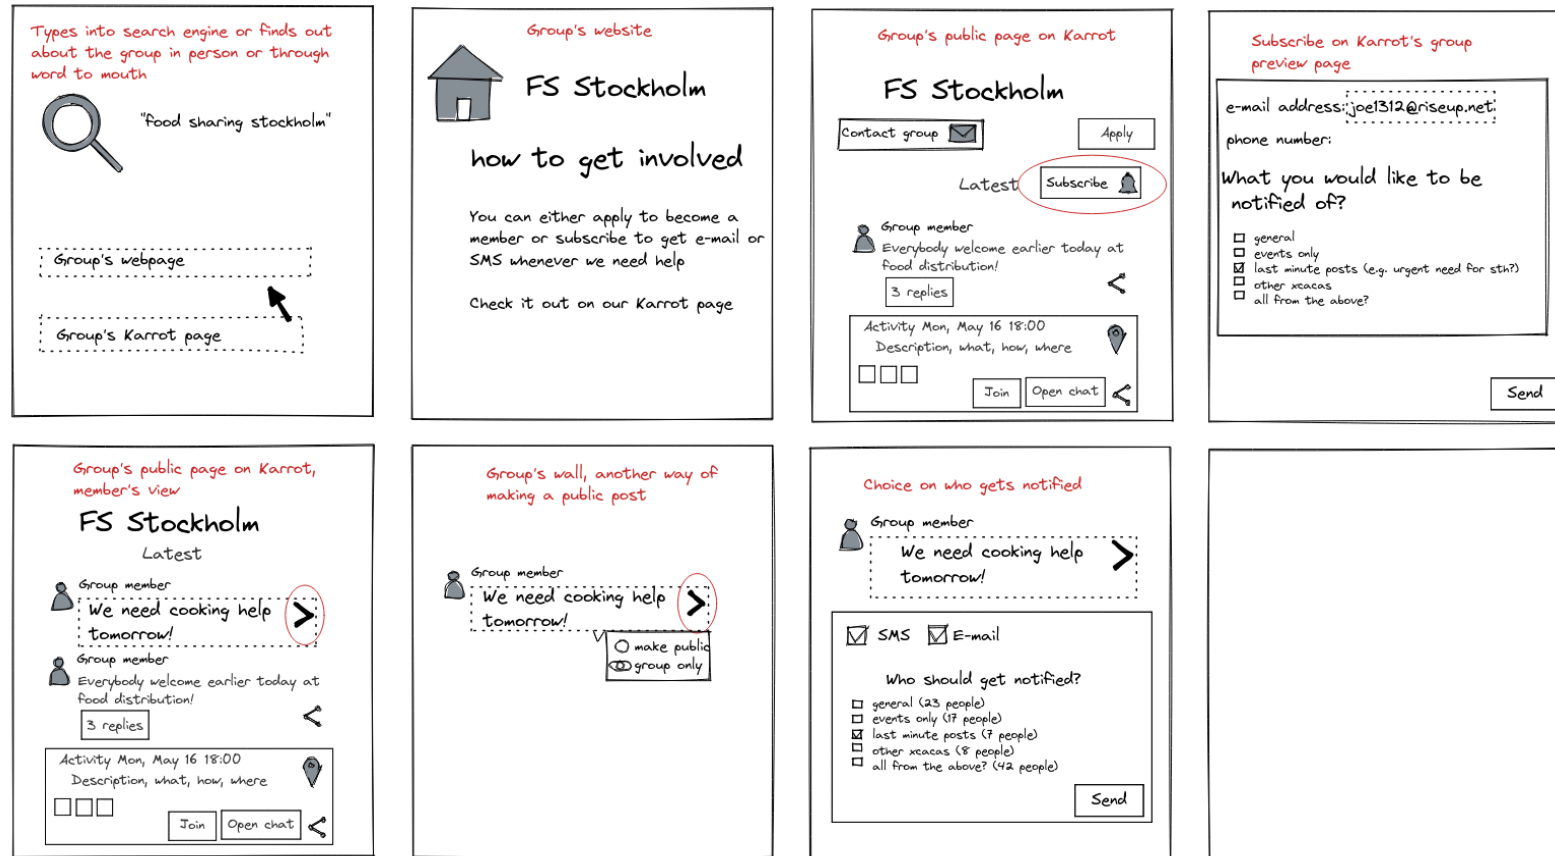 Types into search engine or finds out
about the group in person or through
word to mouth
"food sharing stockholm"
Group's webpage
Group's Karrot page
Group's website
FS Stockholm
how to get involved
You can either apply to become a
member or subscribe to get e-mail or
SMS whenever we need help
Check it out on our Karrot page
Group's public page on Karrot
FS Stockholm
Contact group
Apply
Latest
Subscribe
Group member
Everybody welcome earlier today at
food distribution!
3 replies
Activity Mon, May 16 18:00
Description, what, how, where
Join
Open chat
Subscribe on Karrot's group
preview page
e-mail address: joe1312@riseup.net
phone number:
What you would like to be
notified of?
general
events only
last minute posts (e.g. urgent need for sth?)
other xcacas
all from the above?
Send
Group's public page on Karrot,
member's view
FS Stockholm
Latest
Group member
We need cooking help
tomorrow!
Group member
Everybody welcome earlier today at
food distribution!
3 replies
Activity Mon, May 16 18:00
Description, what, how, where
Join
Open chat
Group's wall, another way of
making a public post
Group member
We need cooking help
tomorrow!
make public
group only
Choice on who gets notified
Group member
We need cooking help
tomorrow!
SMS
E-mail
Who should get notified?
general (23 people)
events only (17 people)
last minute posts (7 people)
other xcacas (8 people)
all from the above? (42 people)
Send